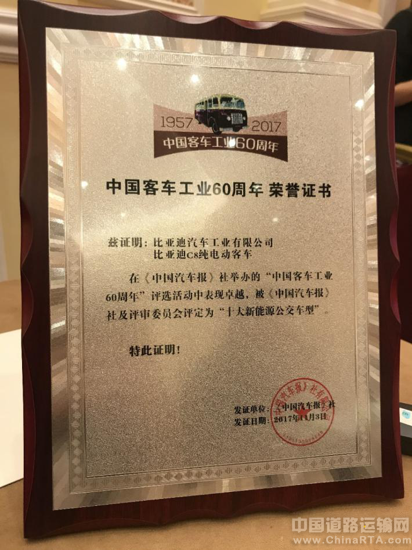 1957 2017
中国客车工业60周年
中国客车工业60周年 荣誉证书
兹证明：比亚迪汽车工业有限公司
比亚迪C8纯电动客车
在《中国汽车报》社举办的“中国客车工业
60周年”评选活动中表现卓越，被《中国汽车报》
社及评审委员会评定为“十大新能源公交车型”。
特此证明！
发证单位：《中国汽车报》社
发证日期：2017年11月3日
中国道路运输网
www.ChinaRTA.com